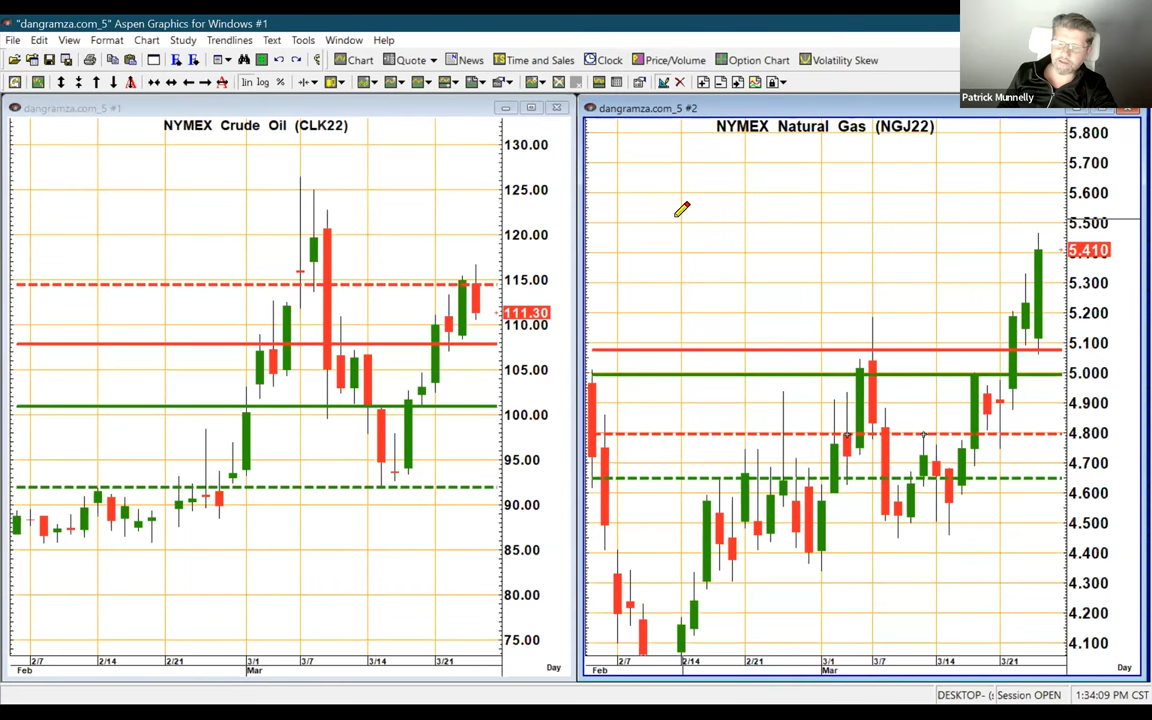 "dangramza.com_5" Aspen Graphics for Windows #1
File Edit View Format Chart Study Trendlines Text Tools Window Help
Chart Quote News Time and Sales Clock Price/Volume Option Chart Volatility Skew
lin log %
Patrick Munnelly
dangramza.com_5 #1
NYMEX Crude Oil (CLK22)
130.00
125.00
120.00
115.00
111.30
110.00
105.00
100.00
95.00
90.00
85.00
80.00
75.00
2/7 2/14 2/21 3/1 3/7 3/14 3/21
Feb Mar Day
dangramza.com_5 #2
NYMEX Natural Gas (NGJ22)
5.800
5.700
5.600
5.500
5.410
5.300
5.200
5.100
5.000
4.900
4.800
4.700
4.600
4.500
4.400
4.300
4.200
4.100
2/7 2/14 2/21 3/1 3/7 3/14 3/21
Feb Mar Day
DESKTOP- (s Session OPEN 1:34:09 PM CST